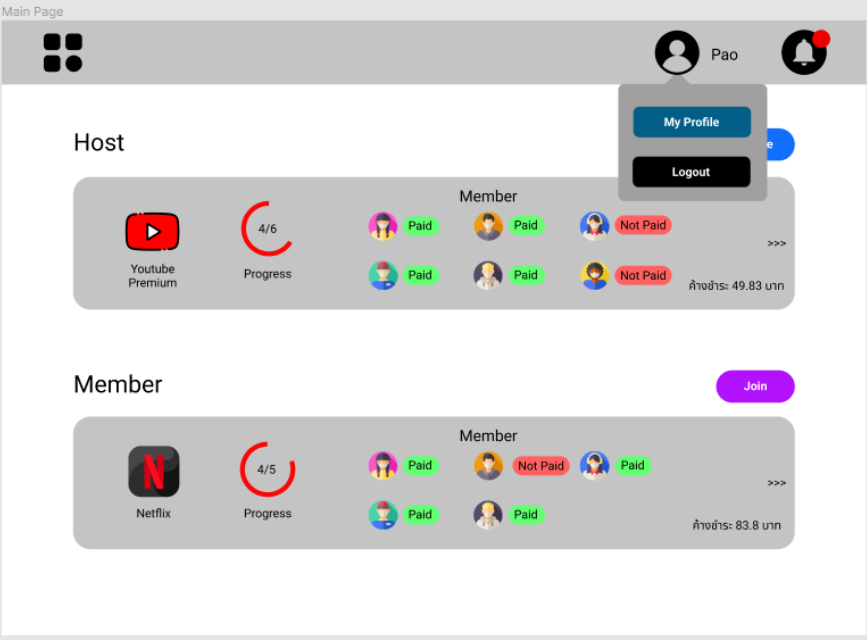 Main Page
Pao
My Profile
Logout
Host
e
Member
4/6
Paid
Paid
Not Paid
Youtube
Premium
Progress
Paid
Paid
Not Paid
>>>
ค้างชำระ 49.83 บาท
Member
Join
Member
4/5
Paid
Not Paid
Paid
Netflix
Progress
Paid
Paid
>>>
ค้างชำระ 83.8 บาท